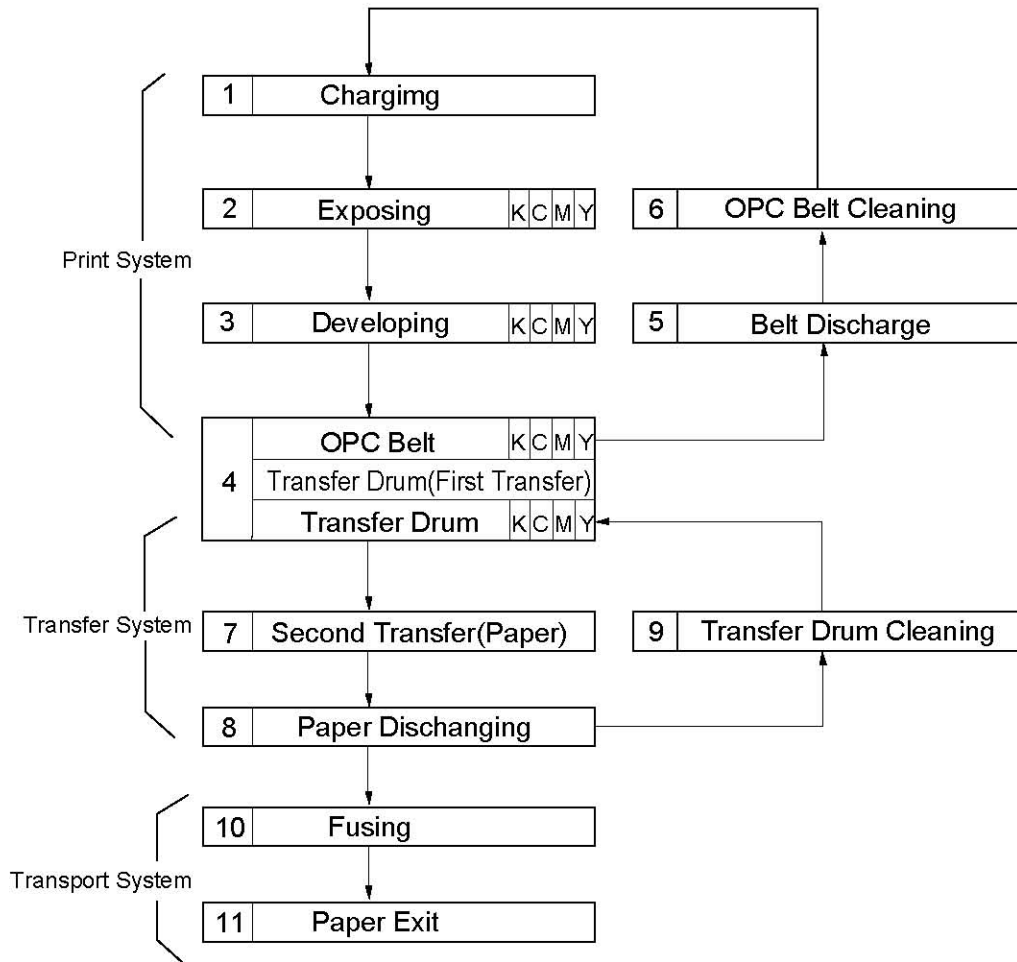 1 Chargimg
2 Exposing K C M Y
6 OPC Belt Cleaning
Print System
3 Developing K C M Y
5 Belt Discharge
4
OPC Belt K C M Y
Transfer Drum(First Transfer)
Transfer Drum K C M Y
Transfer System
7 Second Transfer(Paper)
9 Transfer Drum Cleaning
8 Paper Dischanging
10 Fusing
Transport System
11 Paper Exit